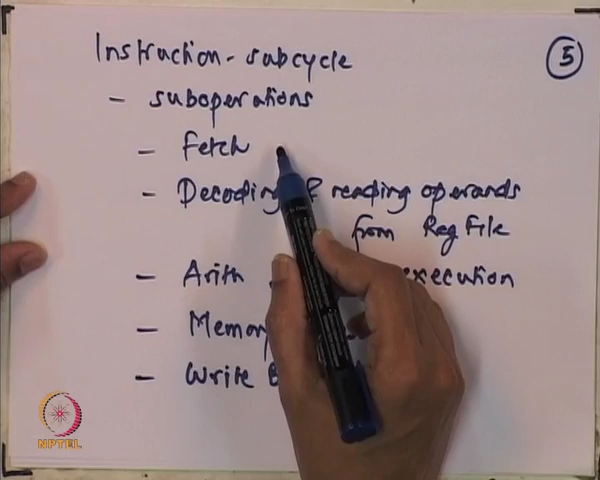 Instruction - subcycle
5
- suboperations
- Fetch
- Decoding & reading operands
from Reg File
- Arith execution
- Memory
- Write
NPTEL